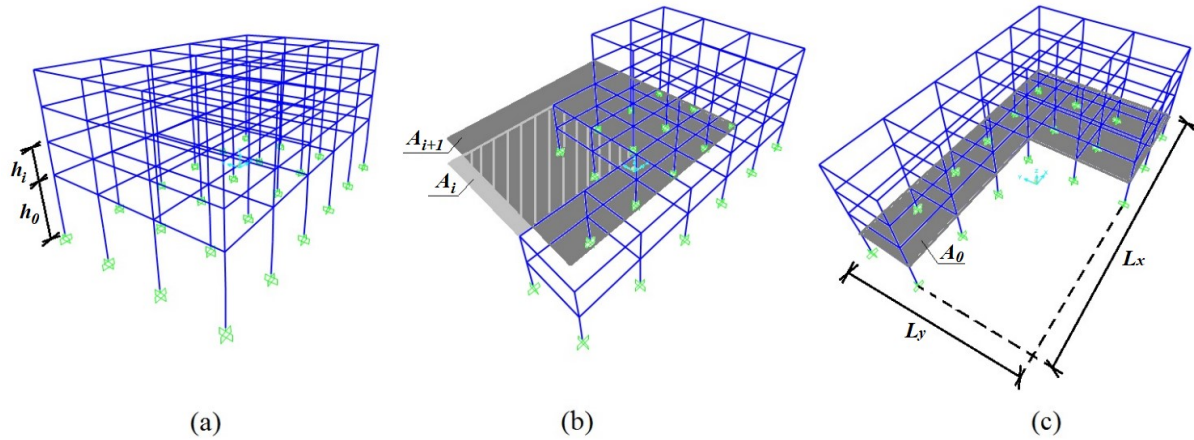 h_i
h_0
A_{i+1}
A_i
A_0
L_x
L_y
(a)
(b)
(c)